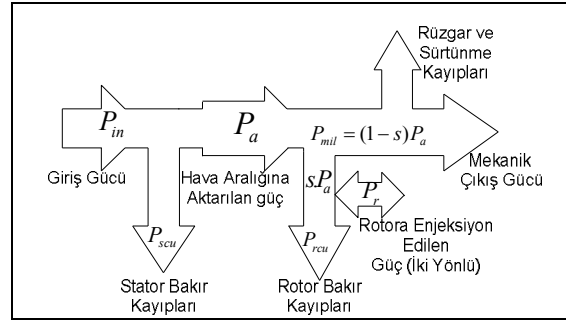 Rüzgar ve
Sürtünme
Kayıpları
P_in
P_a
P_mil = (1 − s)P_a
Giriş Gücü
Hava Aralığına
Aktarılan güç
s.P_a
P_r
Mekanik
Çıkış Gücü
P_scu
P_rcu
Rotora Enjeksiyon
Edilen
Güç (İki Yönlü)
Stator Bakır
Kayıpları
Rotor Bakır
Kayıpları